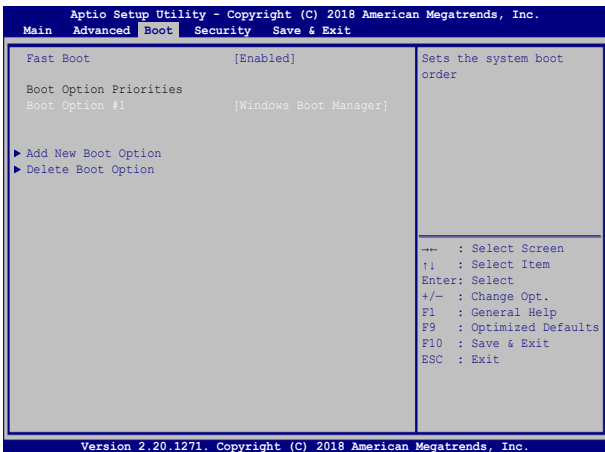 Aptio Setup Utility - Copyright (C) 2018 American Megatrends, Inc.
Main Advanced Boot Security Save & Exit
Fast Boot [Enabled]
Boot Option Priorities
Boot Option #1 [Windows Boot Manager]
▶ Add New Boot Option
▶ Delete Boot Option
Sets the system boot
order
→← : Select Screen
↑↓ : Select Item
Enter: Select
+/— : Change Opt.
F1 : General Help
F9 : Optimized Defaults
F10 : Save & Exit
ESC : Exit
Version 2.20.1271. Copyright (C) 2018 American Megatrends, Inc.